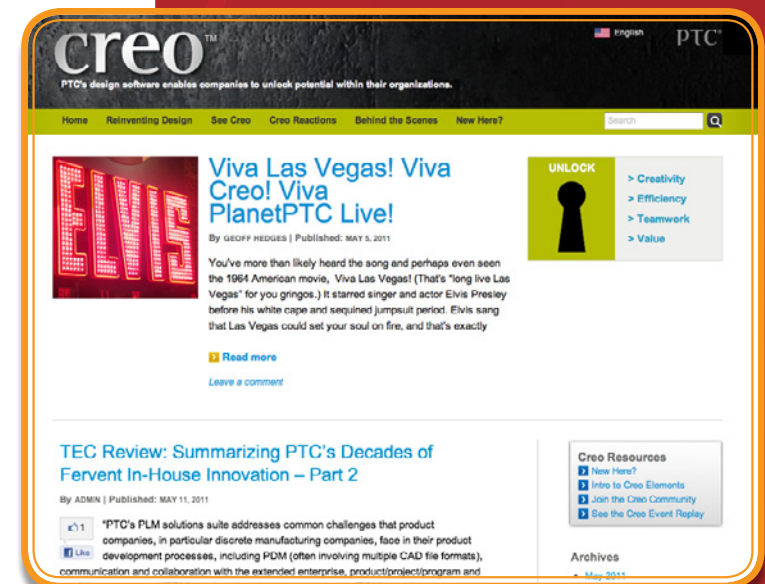 creo™
English
PTC®
PTC's design software enables companies to unlock potential within their organizations.
Home Reinventing Design See Creo Creo Reactions Behind the Scenes New Here?
Search
ELVIS
Viva Las Vegas! Viva
Creo! Viva
PlanetPTC Live!
By GEOFF HEDGES | Published: MAY 5, 2011
You've more than likely heard the song and perhaps even seen
the 1964 American movie, Viva Las Vegas! (That's "long live Las
Vegas" for you gringos.) It starred singer and actor Elvis Presley
before his white cape and sequined jumpsuit period. Elvis sang
that Las Vegas could set your soul on fire, and that's exactly
Read more
Leave a comment
UNLOCK
> Creativity
> Efficiency
> Teamwork
> Value
TEC Review: Summarizing PTC's Decades of
Fervent In-House Innovation – Part 2
By ADMIN | Published: MAY 11, 2011
1
Like
"PTC's PLM solutions suite addresses common challenges that product
companies, in particular discrete manufacturing companies, face in their product
development processes, including PDM (often involving multiple CAD file formats),
communication and collaboration with the extended enterprise, product/project/program and
Creo Resources
New Here?
Intro to Creo Elements
Join the Creo Community
See the Creo Event Replay
Archives
• May 2011